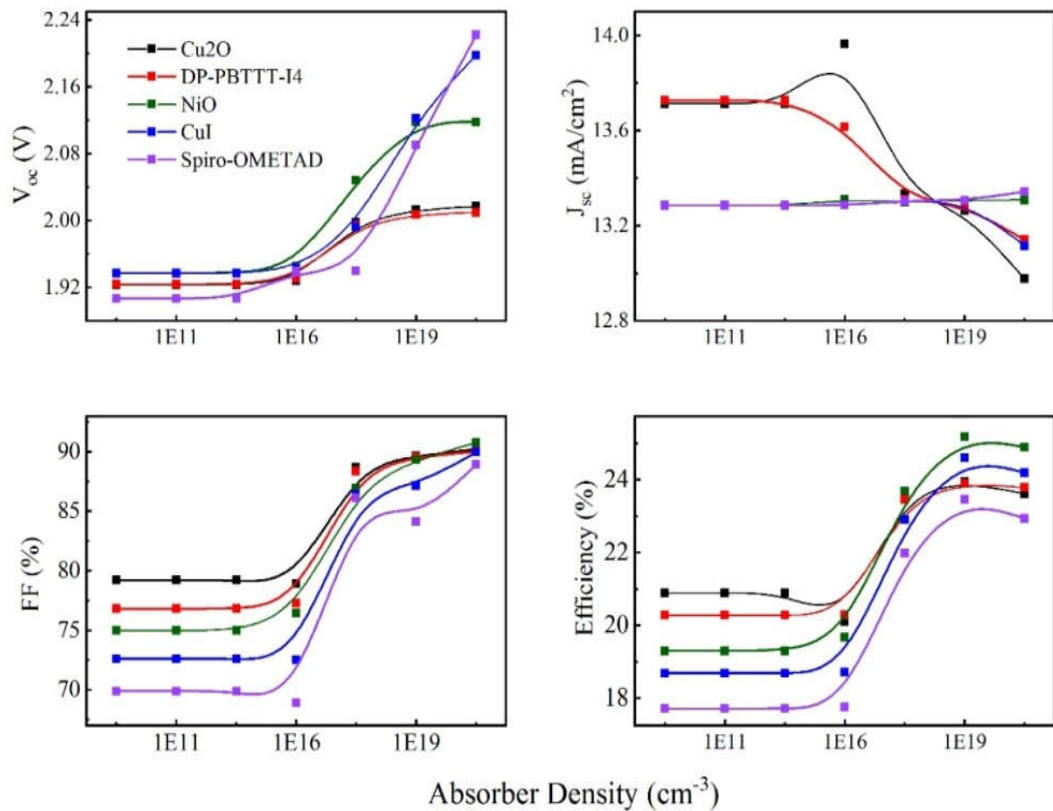 2.24
2.16
2.08
2.00
1.92
V_oc (V)
Cu2O
DP-PBTTT-I4
NiO
CuI
Spiro-OMETAD
1E11 1E16 1E19
14.0
13.6
13.2
12.8
J_sc (mA/cm²)
1E11 1E16 1E19
90
85
80
75
70
FF (%)
1E11 1E16 1E19
24
22
20
18
Efficiency (%)
1E11 1E16 1E19
Absorber Density (cm⁻³)